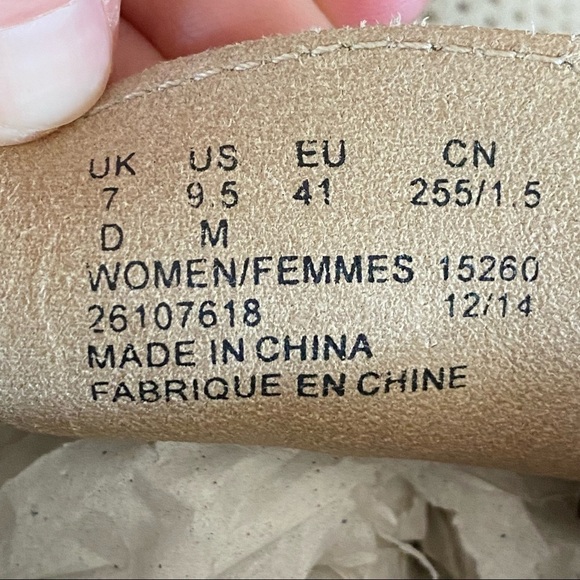 UK US EU CN
7 9.5 41 255/1.5
D M
WOMEN/FEMMES 15260
26107618 12/14
MADE IN CHINA
FABRIQUE EN CHINE